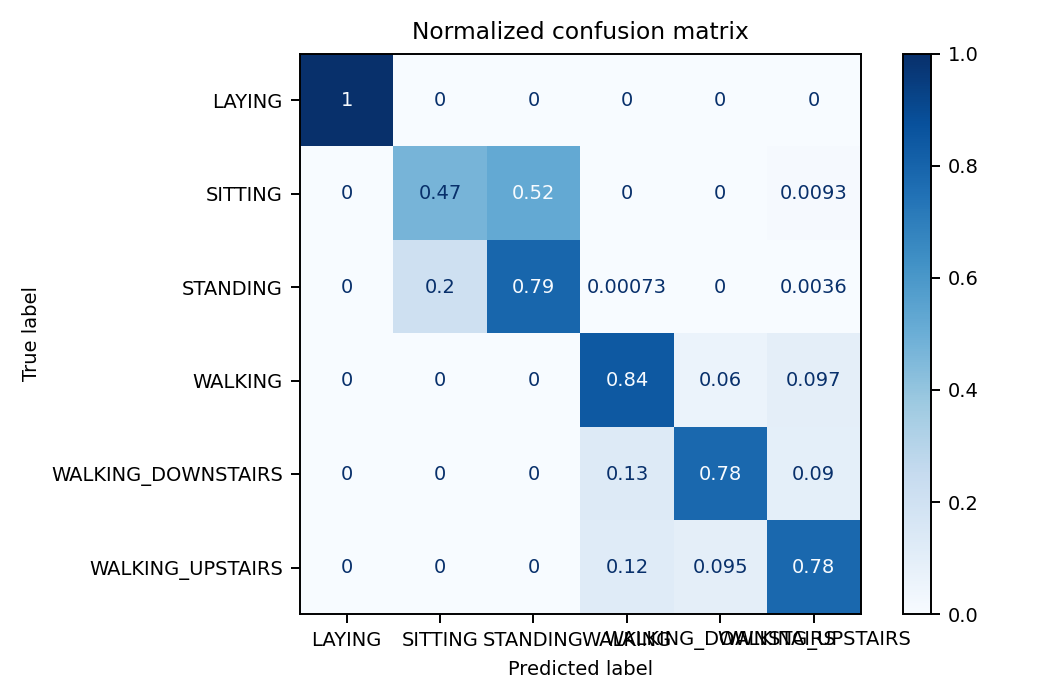 Normalized confusion matrix
LAYING 1 0 0 0 0 0 1.0
SITTING 0 0.47 0.52 0 0 0.0093 0.8
STANDING 0 0.2 0.79 0.00073 0 0.0036 0.6
WALKING 0 0 0 0.84 0.06 0.097 0.4
WALKING_DOWNSTAIRS 0 0 0 0.13 0.78 0.09 0.2
WALKING_UPSTAIRS 0 0 0 0.12 0.095 0.78 0.0
True label
LAYING SITTING STANDING WALKING WALKING_DOWNSTAIRS WALKING_UPSTAIRS
Predicted label